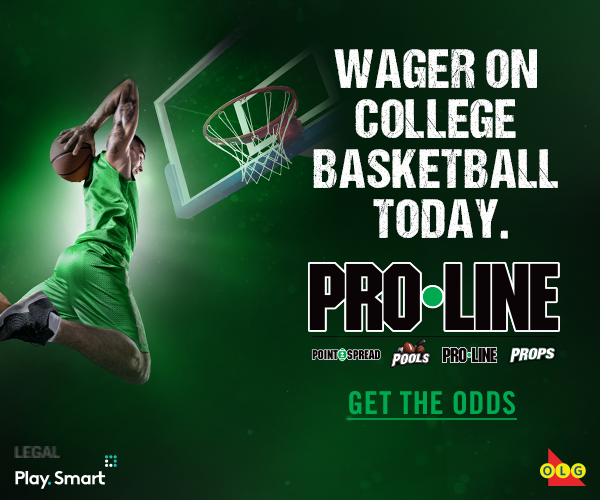 WAGER ON
COLLEGE
BASKETBALL
TODAY.
PRO•LINE
POINT SPREAD
POOLS
PRO•LINE
PROPS
GET THE ODDS
LEGAL
Play.Smart
OLG